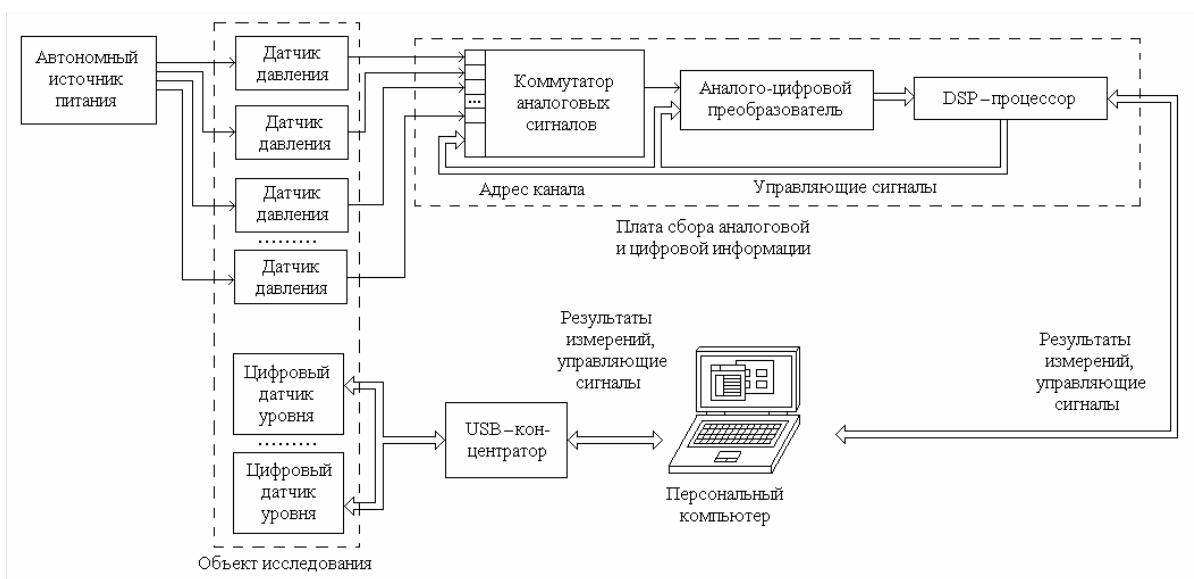 Автономный
источник
питания
Датчик
давления
Датчик
давления
Датчик
давления
.........
Датчик
давления
Цифровый
датчик
уровня
.........
Цифровый
датчик
уровня
Объект исследования
...
Коммутатор
аналоговых
сигналов
Аналого-цифровой
преобразователь
DSP–процессор
Адрес канала
Управляющие сигналы
Плата сбора аналоговой
и цифровой информации
USB–кон-
центратор
Результаты
измерений,
управляющие
сигналы
Персональный
компьютер
Результаты
измерений,
управляющие
сигналы